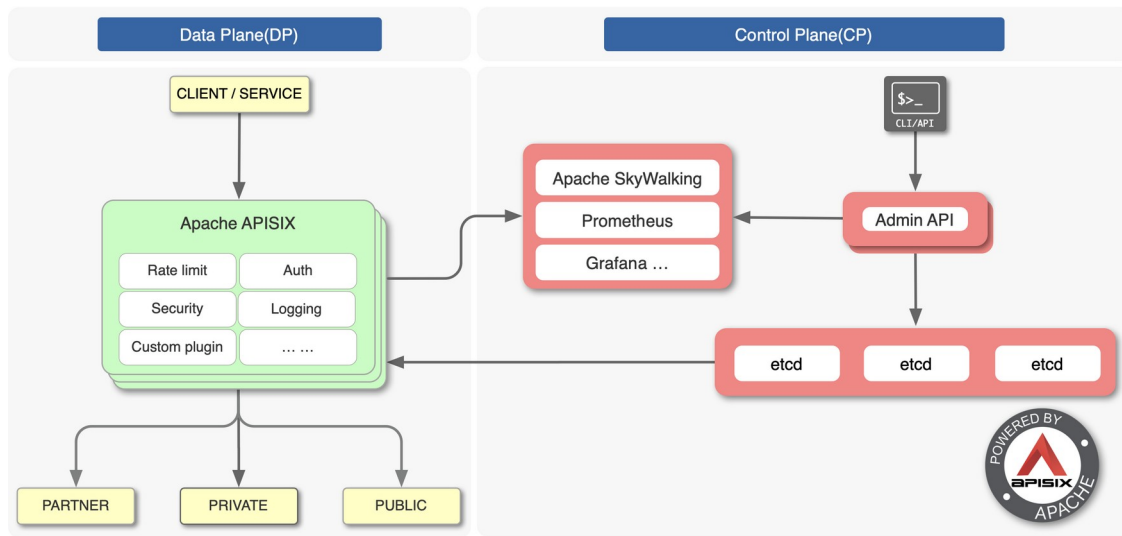 Data Plane(DP)
Control Plane(CP)
CLIENT / SERVICE
$>_
CLI/API
Apache SkyWalking
Prometheus
Grafana ...
Admin API
Apache APISIX
Rate limit
Auth
Security
Logging
Custom plugin
... ...
etcd
etcd
etcd
PARTNER
PRIVATE
PUBLIC
POWERED BY
APISIX
APACHE